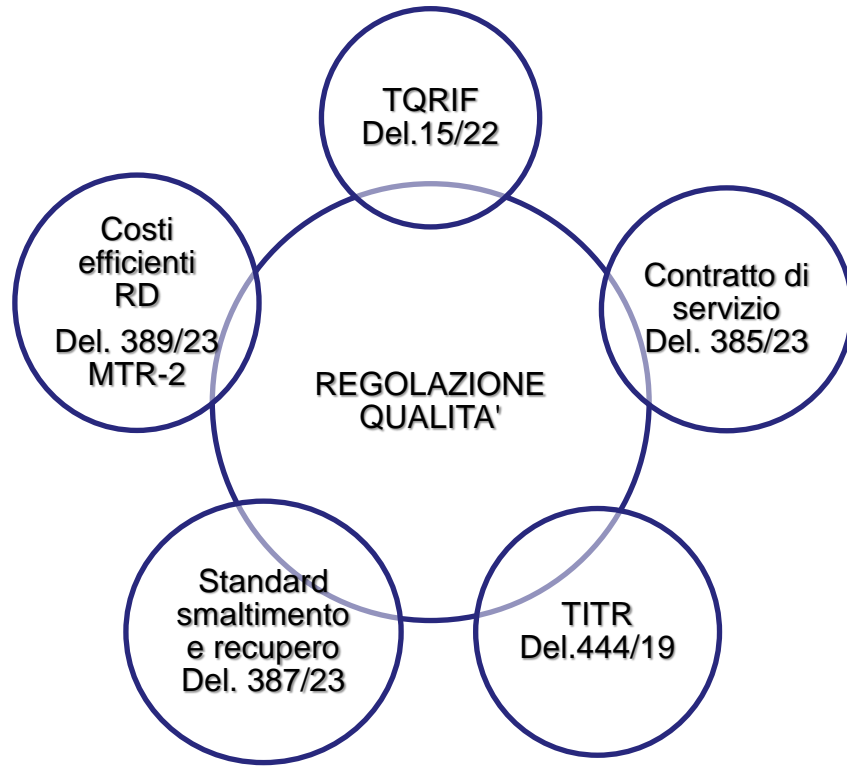 TQRIF
Del.15/22
Costi
efficienti
RD
Del. 389/23
MTR-2
Contratto di
servizio
Del. 385/23
REGOLAZIONE
QUALITA'
Standard
smaltimento
e recupero
Del. 387/23
TITR
Del.444/19